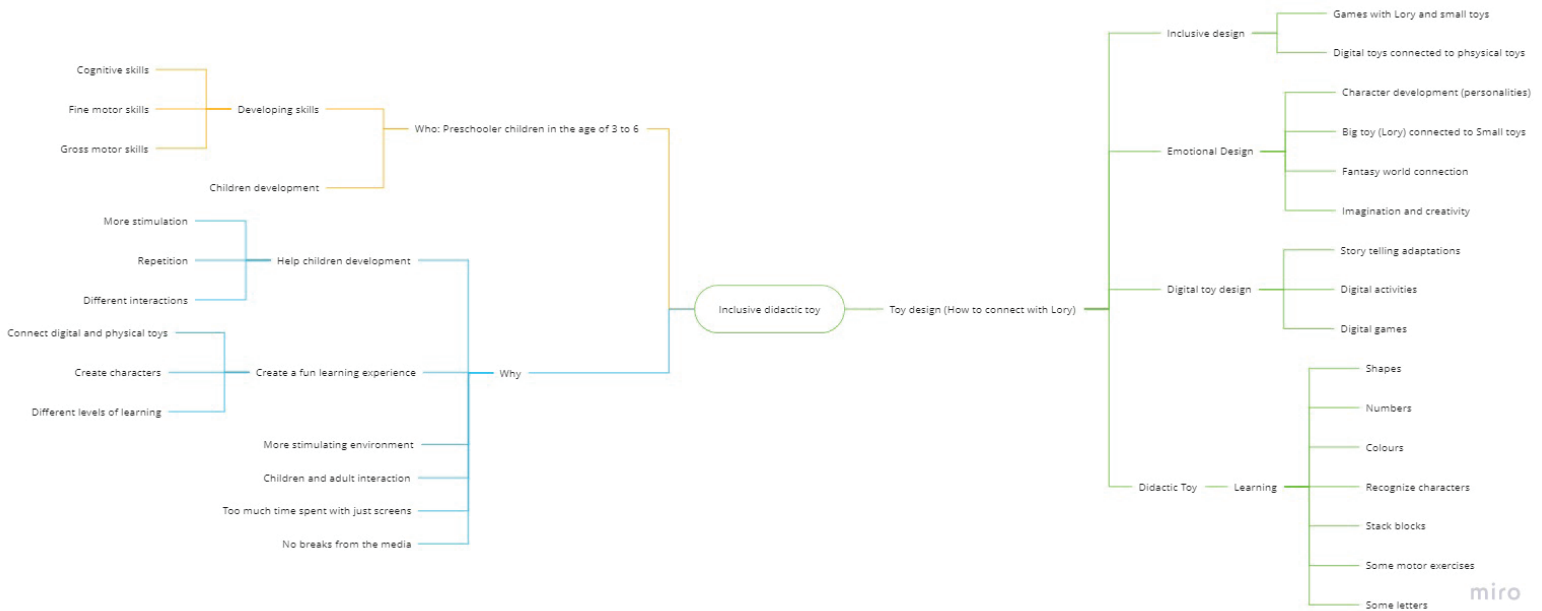 Cognitive skills
Fine motor skills
Gross motor skills
Developing skills
Children development
Who: Preschooler children in the age of 3 to 6
More stimulation
Repetition
Different interactions
Help children development
Connect digital and physical toys
Create characters
Different levels of learning
Create a fun learning experience
More stimulating environment
Children and adult interaction
Too much time spent with just screens
No breaks from the media
Why
Inclusive didactic toy
Toy design (How to connect with Lory)
Inclusive design
Games with Lory and small toys
Digital toys connected to phsysical toys
Emotional Design
Character development (personalities)
Big toy (Lory) connected to Small toys
Fantasy world connection
Imagination and creativity
Digital toy design
Story telling adaptations
Digital activities
Digital games
Didactic Toy
Learning
Shapes
Numbers
Colours
Recognize characters
Stack blocks
Some motor exercises
Some letters
miro